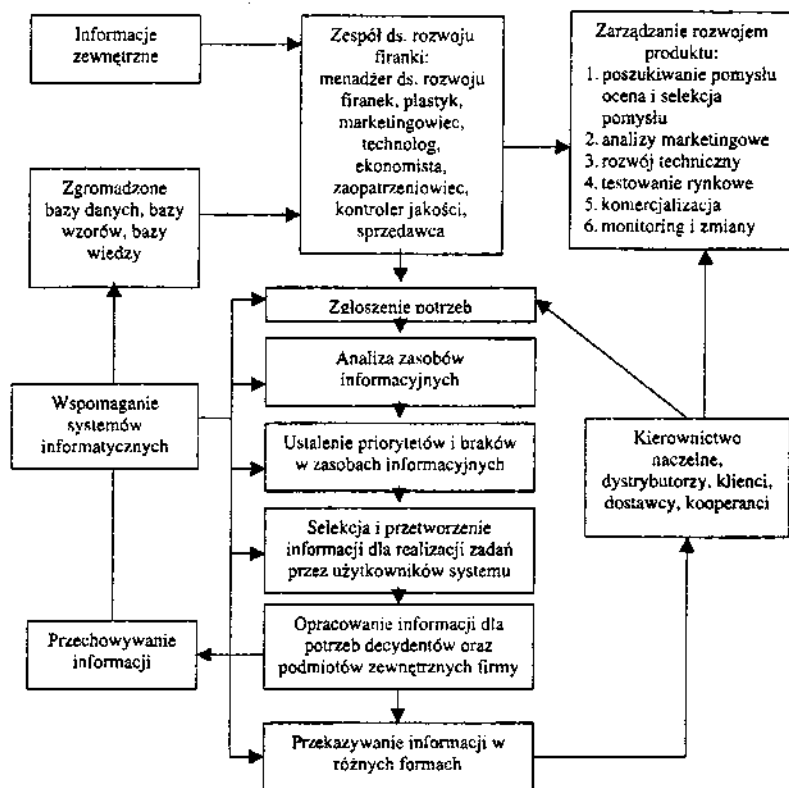 Informacje
zewnętrzne
Zespół ds. rozwoju
firanki:
menadżer ds. rozwoju
firanek, plastyk,
marketingowiec,
technolog,
ekonomista,
zaopatrzeniowiec,
kontroler jakości,
sprzedawca
Zarządzanie rozwojem
produktu:
1. poszukiwanie pomysłu
ocena i selekcja
pomysłu
2. analizy marketingowe
3. rozwój techniczny
4. testowanie rynkowe
5. komercjalizacja
6. monitoring i zmiany
Zgromadzone
bazy danych, bazy
wzorów, bazy
wiedzy
Zgłoszenie potrzeb
Analiza zasobów
informacyjnych
Wspomaganie
systemów
informatycznych
Ustalenie priorytetów i braków
w zasobach informacyjnych
Kierownictwo
naczelne,
dystrybutorzy, klienci,
dostawcy, kooperanci
Selekcja i przetworzenie
informacji dla realizacji zadań
przez użytkowników systemu
Przechowywanie
informacji
Opracowanie informacji dla
potrzeb decydentów oraz
podmiotów zewnętrznych firmy
Przekazywanie informacji w
różnych formach